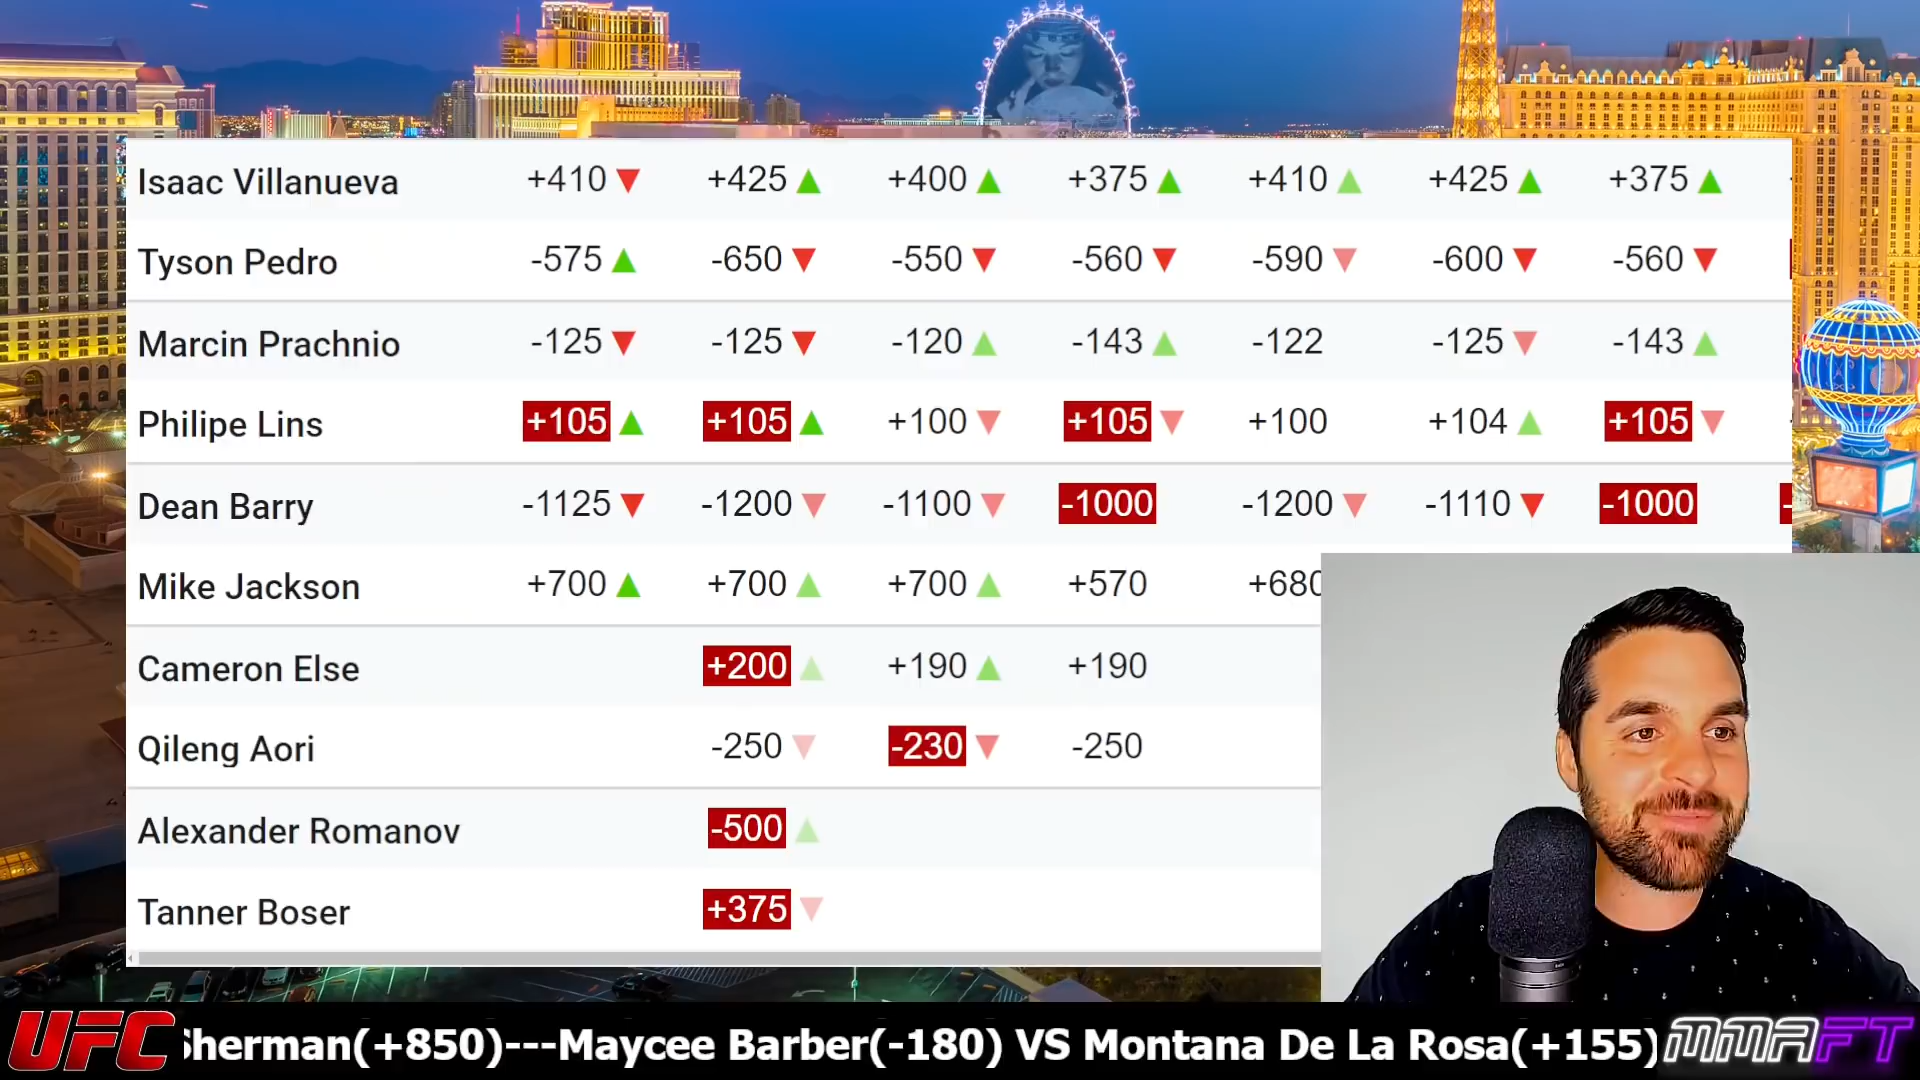 Isaac Villanueva +410 +425 +400 +375 +410 +425 +375
Tyson Pedro -575 -650 -550 -560 -590 -600 -560
Marcin Prachnio -125 -125 -120 -143 -122 -125 -143
Philipe Lins +105 +105 +100 +105 +100 +104 +105
Dean Barry -1125 -1200 -1100 -1000 -1200 -1110 -1000
Mike Jackson +700 +700 +700 +570 +680
Cameron Else +200 +190 +190
Qileng Aori -250 -230 -250
Alexander Romanov -500
Tanner Boser +375
UFC Sherman(+850)---Maycee Barber(-180) VS Montana De La Rosa(+155) MMAFT